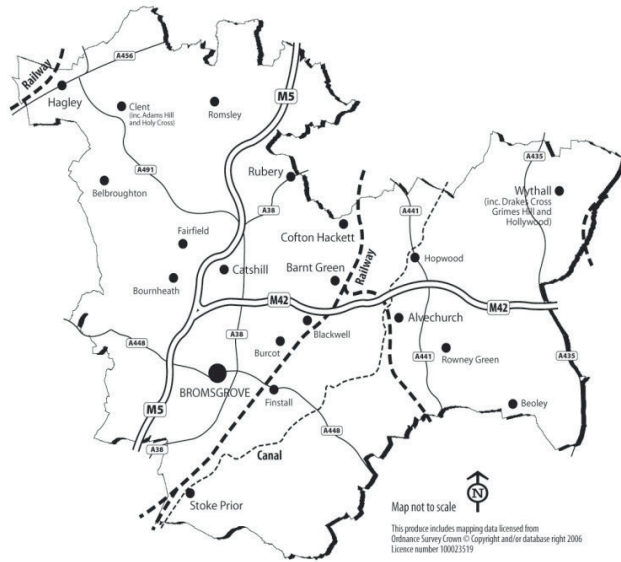 A456
Railway
Hagley
Clent
(inc. Adams Hill
and Holy Cross)
Romsley
M5
A491
Belbroughton
Rubery
A38
Fairfield
Catshill
Bournheath
Cofton Hackett
Barnt Green
Railway
A441
Hopwood
A435
Wythall
(inc. Drakes Cross
Grimes Hill and
Hollywood)
M42
M42
A448
A38
Burcot
Blackwell
Alvechurch
A441
Rowney Green
A435
BROMSGROVE
M5
Finstall
Beoley
A38
A448
Canal
Stoke Prior
Map not to scale
N
This produce includes mapping data licensed from
Ordnance Survey Crown © Copyright and/or database right 2006
Licence number 100023519